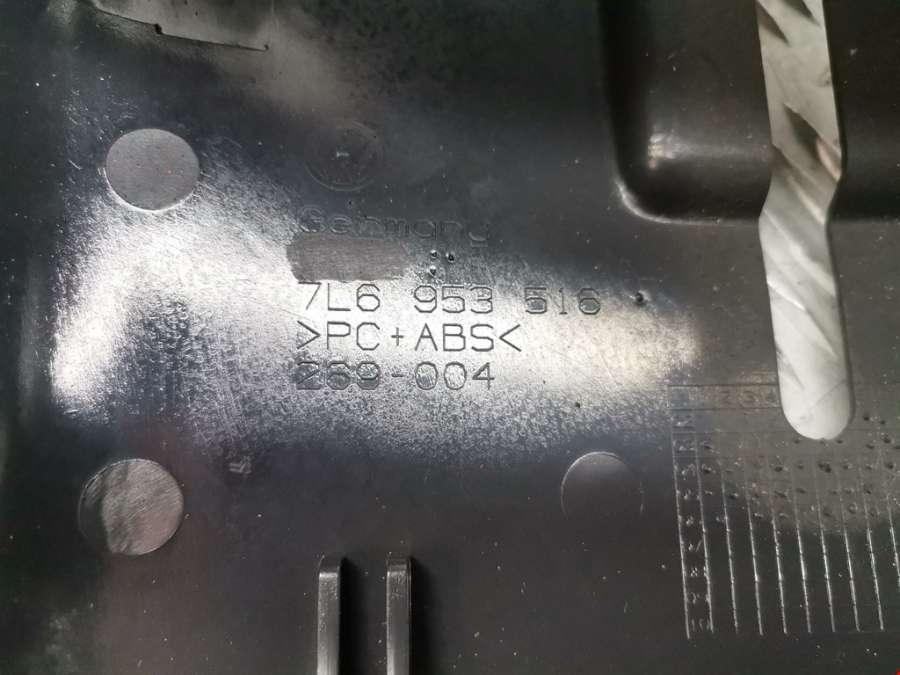 Germany
7L6 953 516
>PC+ABS<
269-004